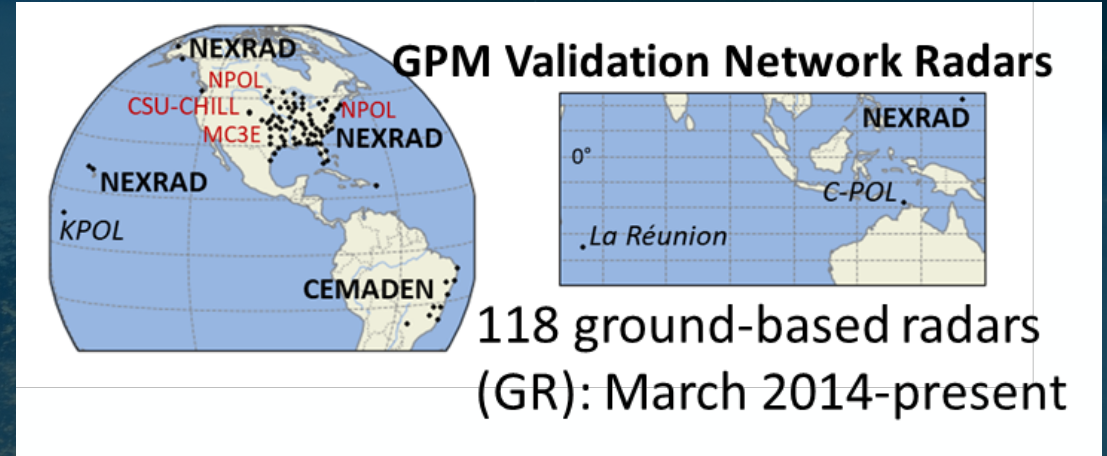 GPM Validation Network Radars
NEXRAD
NPOL
CSU-CHILL
NPOL
MC3E
NEXRAD
NEXRAD
KPOL
CEMADEN
NEXRAD
0°
C-POL
La Réunion
118 ground-based radars
(GR): March 2014-present